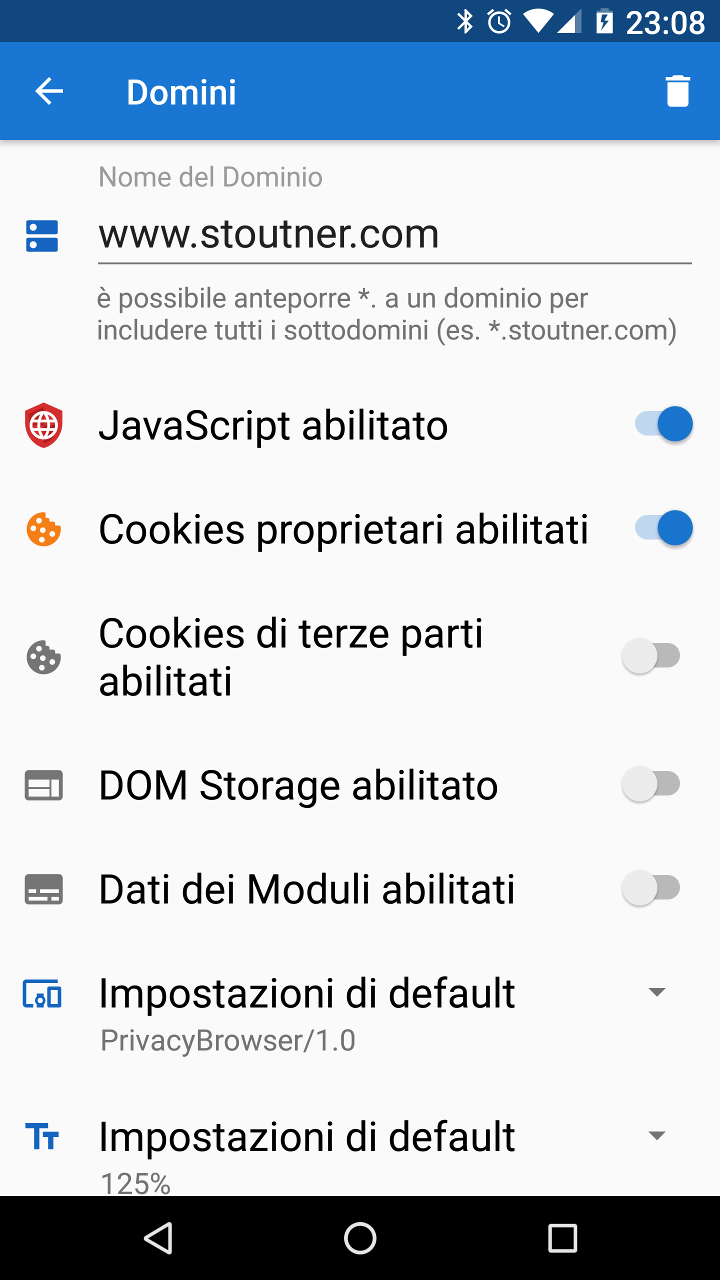 23:08
Domini
Nome del Dominio
www.stoutner.com
è possibile anteporre *. a un dominio per
includere tutti i sottodomini (es. *.stoutner.com)
JavaScript abilitato
Cookies proprietari abilitati
Cookies di terze parti
abilitati
DOM Storage abilitato
Dati dei Moduli abilitati
Impostazioni di default
PrivacyBrowser/1.0
Impostazioni di default
125%